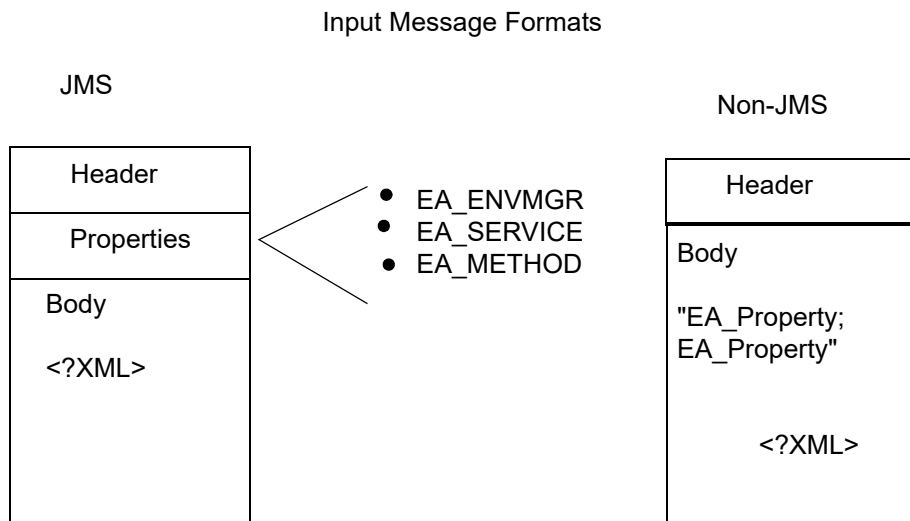 Input Message Formats
JMS
Header
Properties
Body
<?XML>
• EA_ENVMGR
• EA_SERVICE
• EA_METHOD
Non-JMS
Header
Body
"EA_Property;
EA_Property"
<?XML>